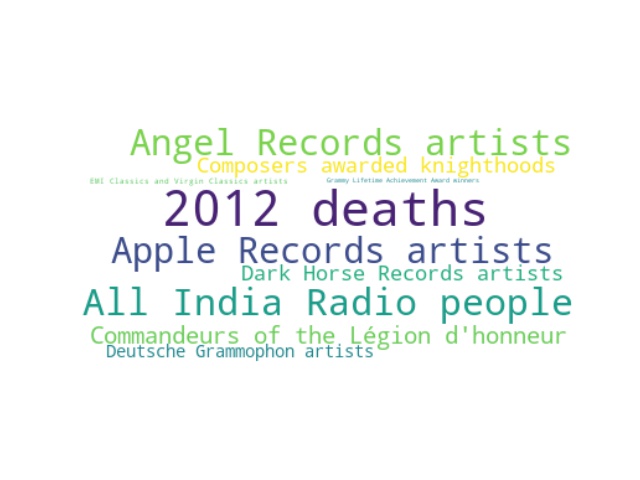 Angel Records artists
Composers awarded knighthoods
EMI Classics and Virgin Classics artists
Grammy Lifetime Achievement Award winners
2012 deaths
Apple Records artists
Dark Horse Records artists
All India Radio people
Commandeurs of the Légion d'honneur
Deutsche Grammophon artists